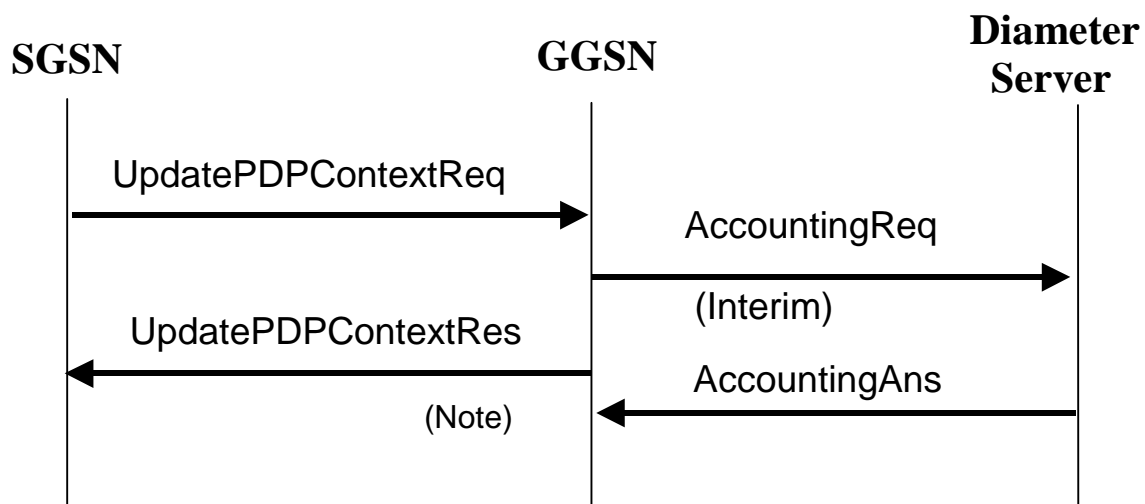 SGSN
GGSN
Diameter
Server
UpdatePDPContextReq
AccountingReq
(Interim)
UpdatePDPContextRes
AccountingAns
(Note)